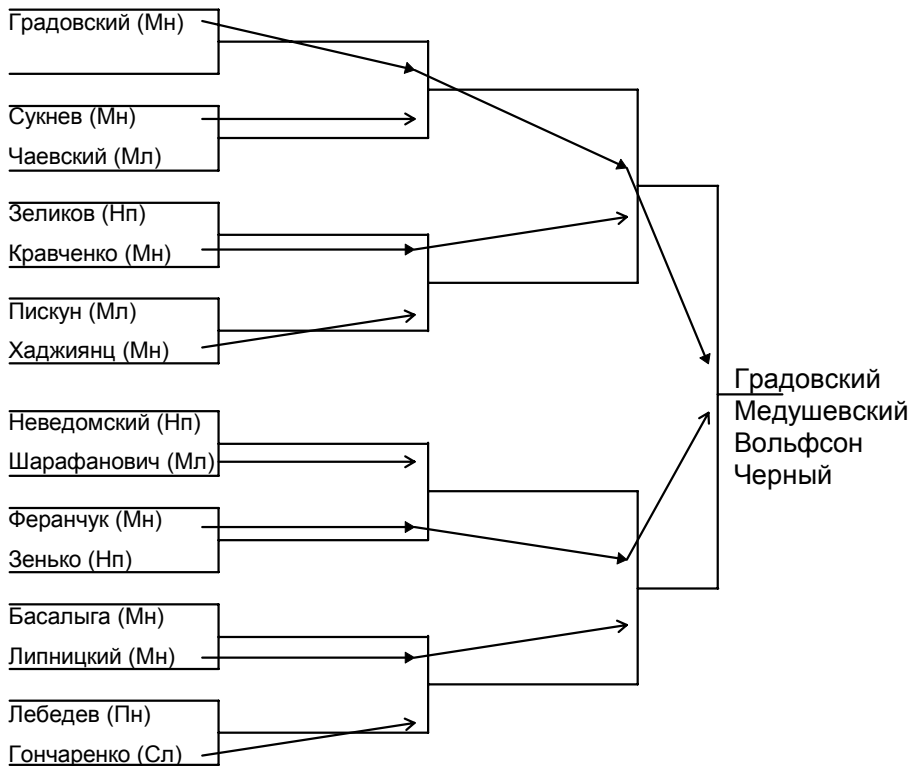 Градовский (Мн)
Сукнев (Мн)
Чаевский (Мл)
Зеликов (Нп)
Кравченко (Мн)
Пискун (Мл)
Хаджиянц (Мн)
Неведомский (Нп)
Шарафанович (Мл)
Феранчук (Мн)
Зенько (Нп)
Басалыга (Мн)
Липницкий (Мн)
Лебедев (Пн)
Гончаренко (Сл)
Градовский
Медушевский
Вольфсон
Черный